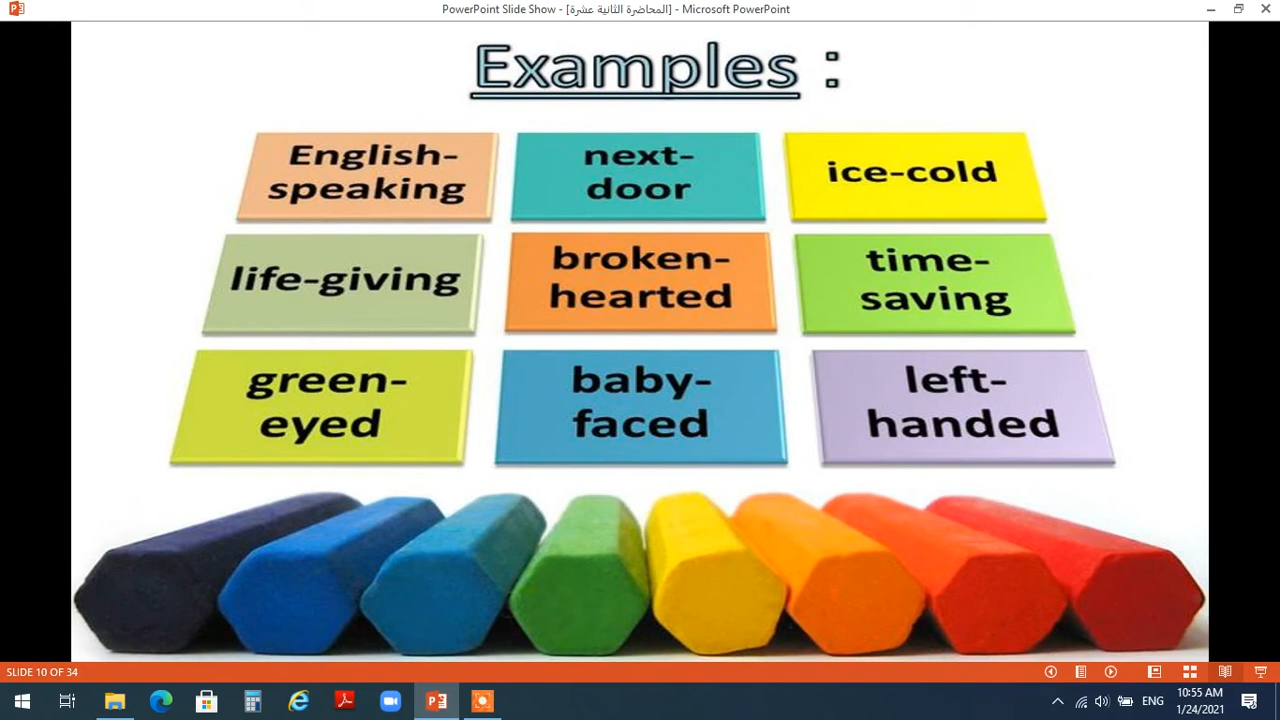 PowerPoint Slide Show - [المحاضرة الثانية عشرة] - Microsoft PowerPoint
Examples :
English-
speaking
next-
door
ice-cold
life-giving
broken-
hearted
time-
saving
green-
eyed
baby-
faced
left-
handed
SLIDE 10 OF 34
ENG
10:55 AM
1/24/2021